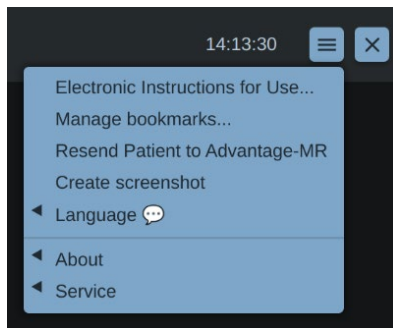 14:13:30
Electronic Instructions for Use...
Manage bookmarks...
Resend Patient to Advantage-MR
Create screenshot
Language 💬
About
Service